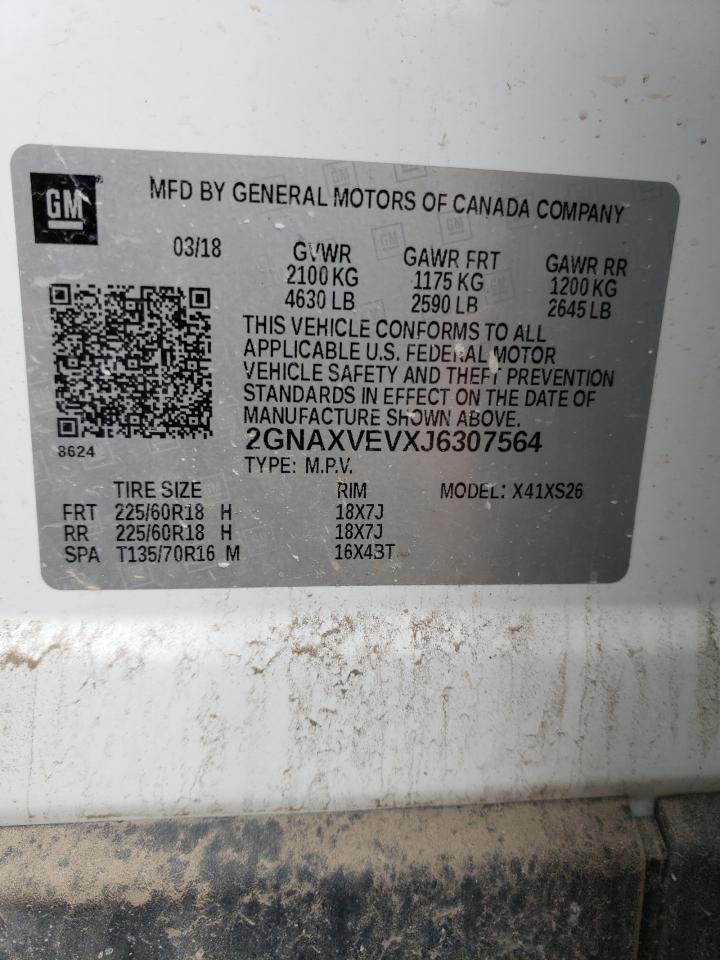 GM®
MFD BY GENERAL MOTORS OF CANADA COMPANY
03/18 GVWR GAWR FRT GAWR RR
2100 KG 1175 KG 1200 KG
4630 LB 2590 LB 2645 LB
THIS VEHICLE CONFORMS TO ALL
APPLICABLE U.S. FEDERAL MOTOR
VEHICLE SAFETY AND THEFT PREVENTION
STANDARDS IN EFFECT ON THE DATE OF
MANUFACTURE SHOWN ABOVE.
8624 2GNAXVEVXJ6307564
TYPE: M.P.V.
TIRE SIZE RIM MODEL: X41XS26
FRT 225/60R18 H 18X7J
RR 225/60R18 H 18X7J
SPA T135/70R16 M 16X4BT